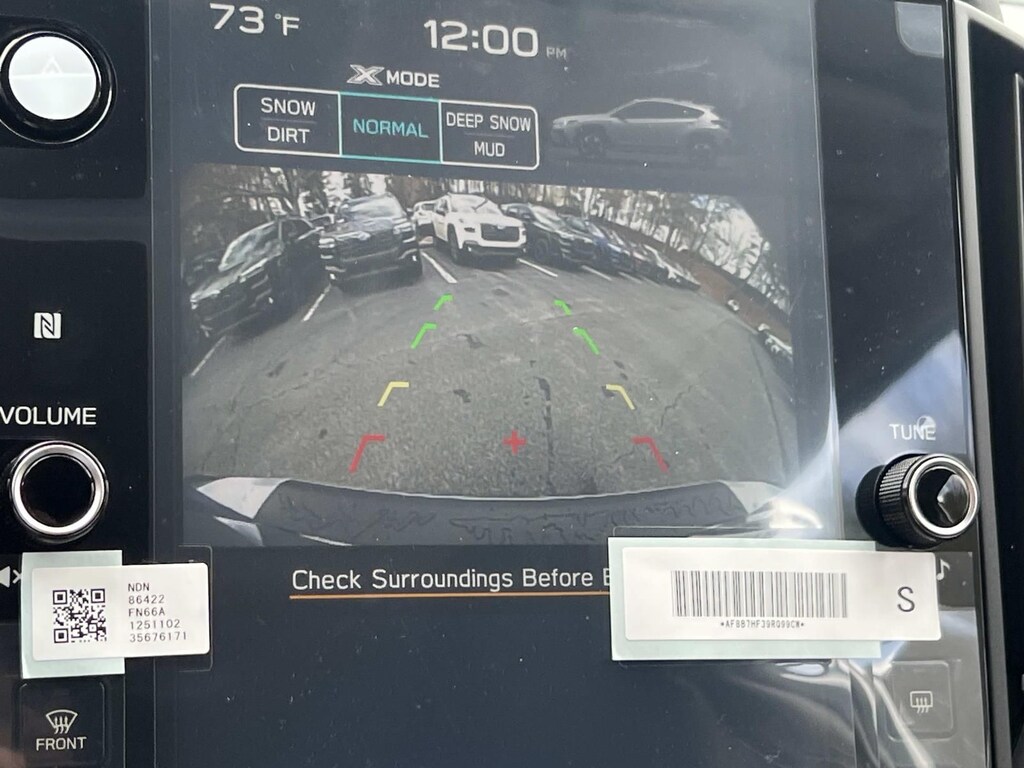 73 °F
12:00 PM
X MODE
SNOW
DIRT
NORMAL
DEEP SNOW
MUD
VOLUME
TUNE
Check Surroundings Before
NDN
86422
FN66A
1251102
35676171
S
FRONT